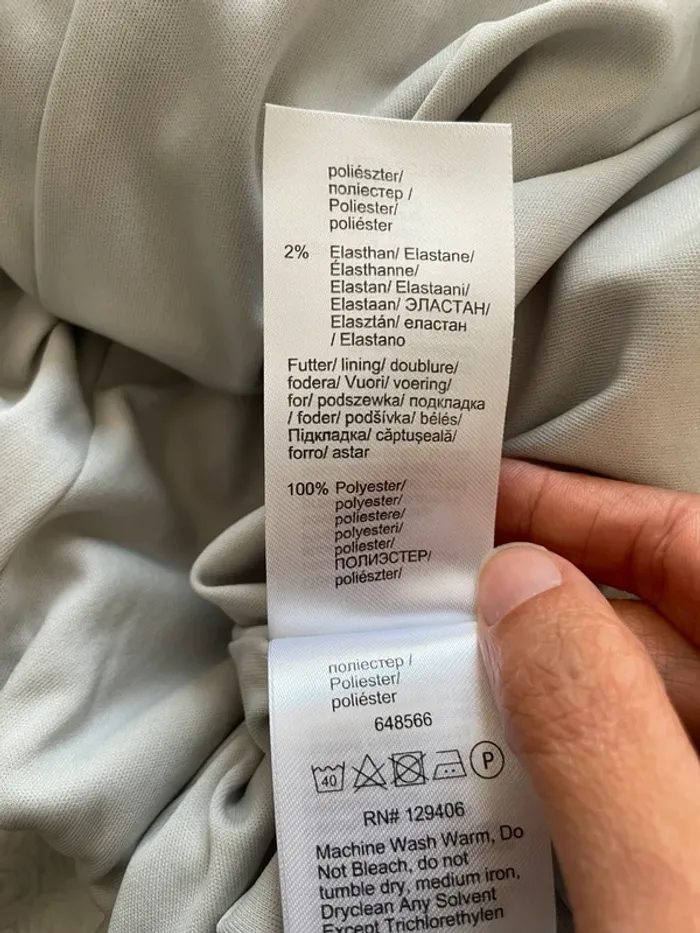 poliészter/
поліестер /
Poliester/
poliéster
2% Elasthan/ Elastane/
Élasthanne/
Elastan/ Elastaani/
Elastaan/ ЭЛАСТАН/
Elasztán/ еластан
/ Elastano
Futter/ lining/ doublure/
fodera/ Vuori/ voering/
for/ podszewka/ подкладка
/ foder/ podšívka/ bélés/
Підкладка/ căptușeală/
forro/ astar
100% Polyester/
polyester/
poliestere/
polyesteri/
poliester/
ПОЛИЭСТЕР/
poliészter/
поліестер /
Poliester/
poliéster
648566
40 P
RN# 129406
Machine Wash Warm, Do
Not Bleach, do not
tumble dry, medium iron,
Dryclean Any Solvent
Except Trichlorethylen